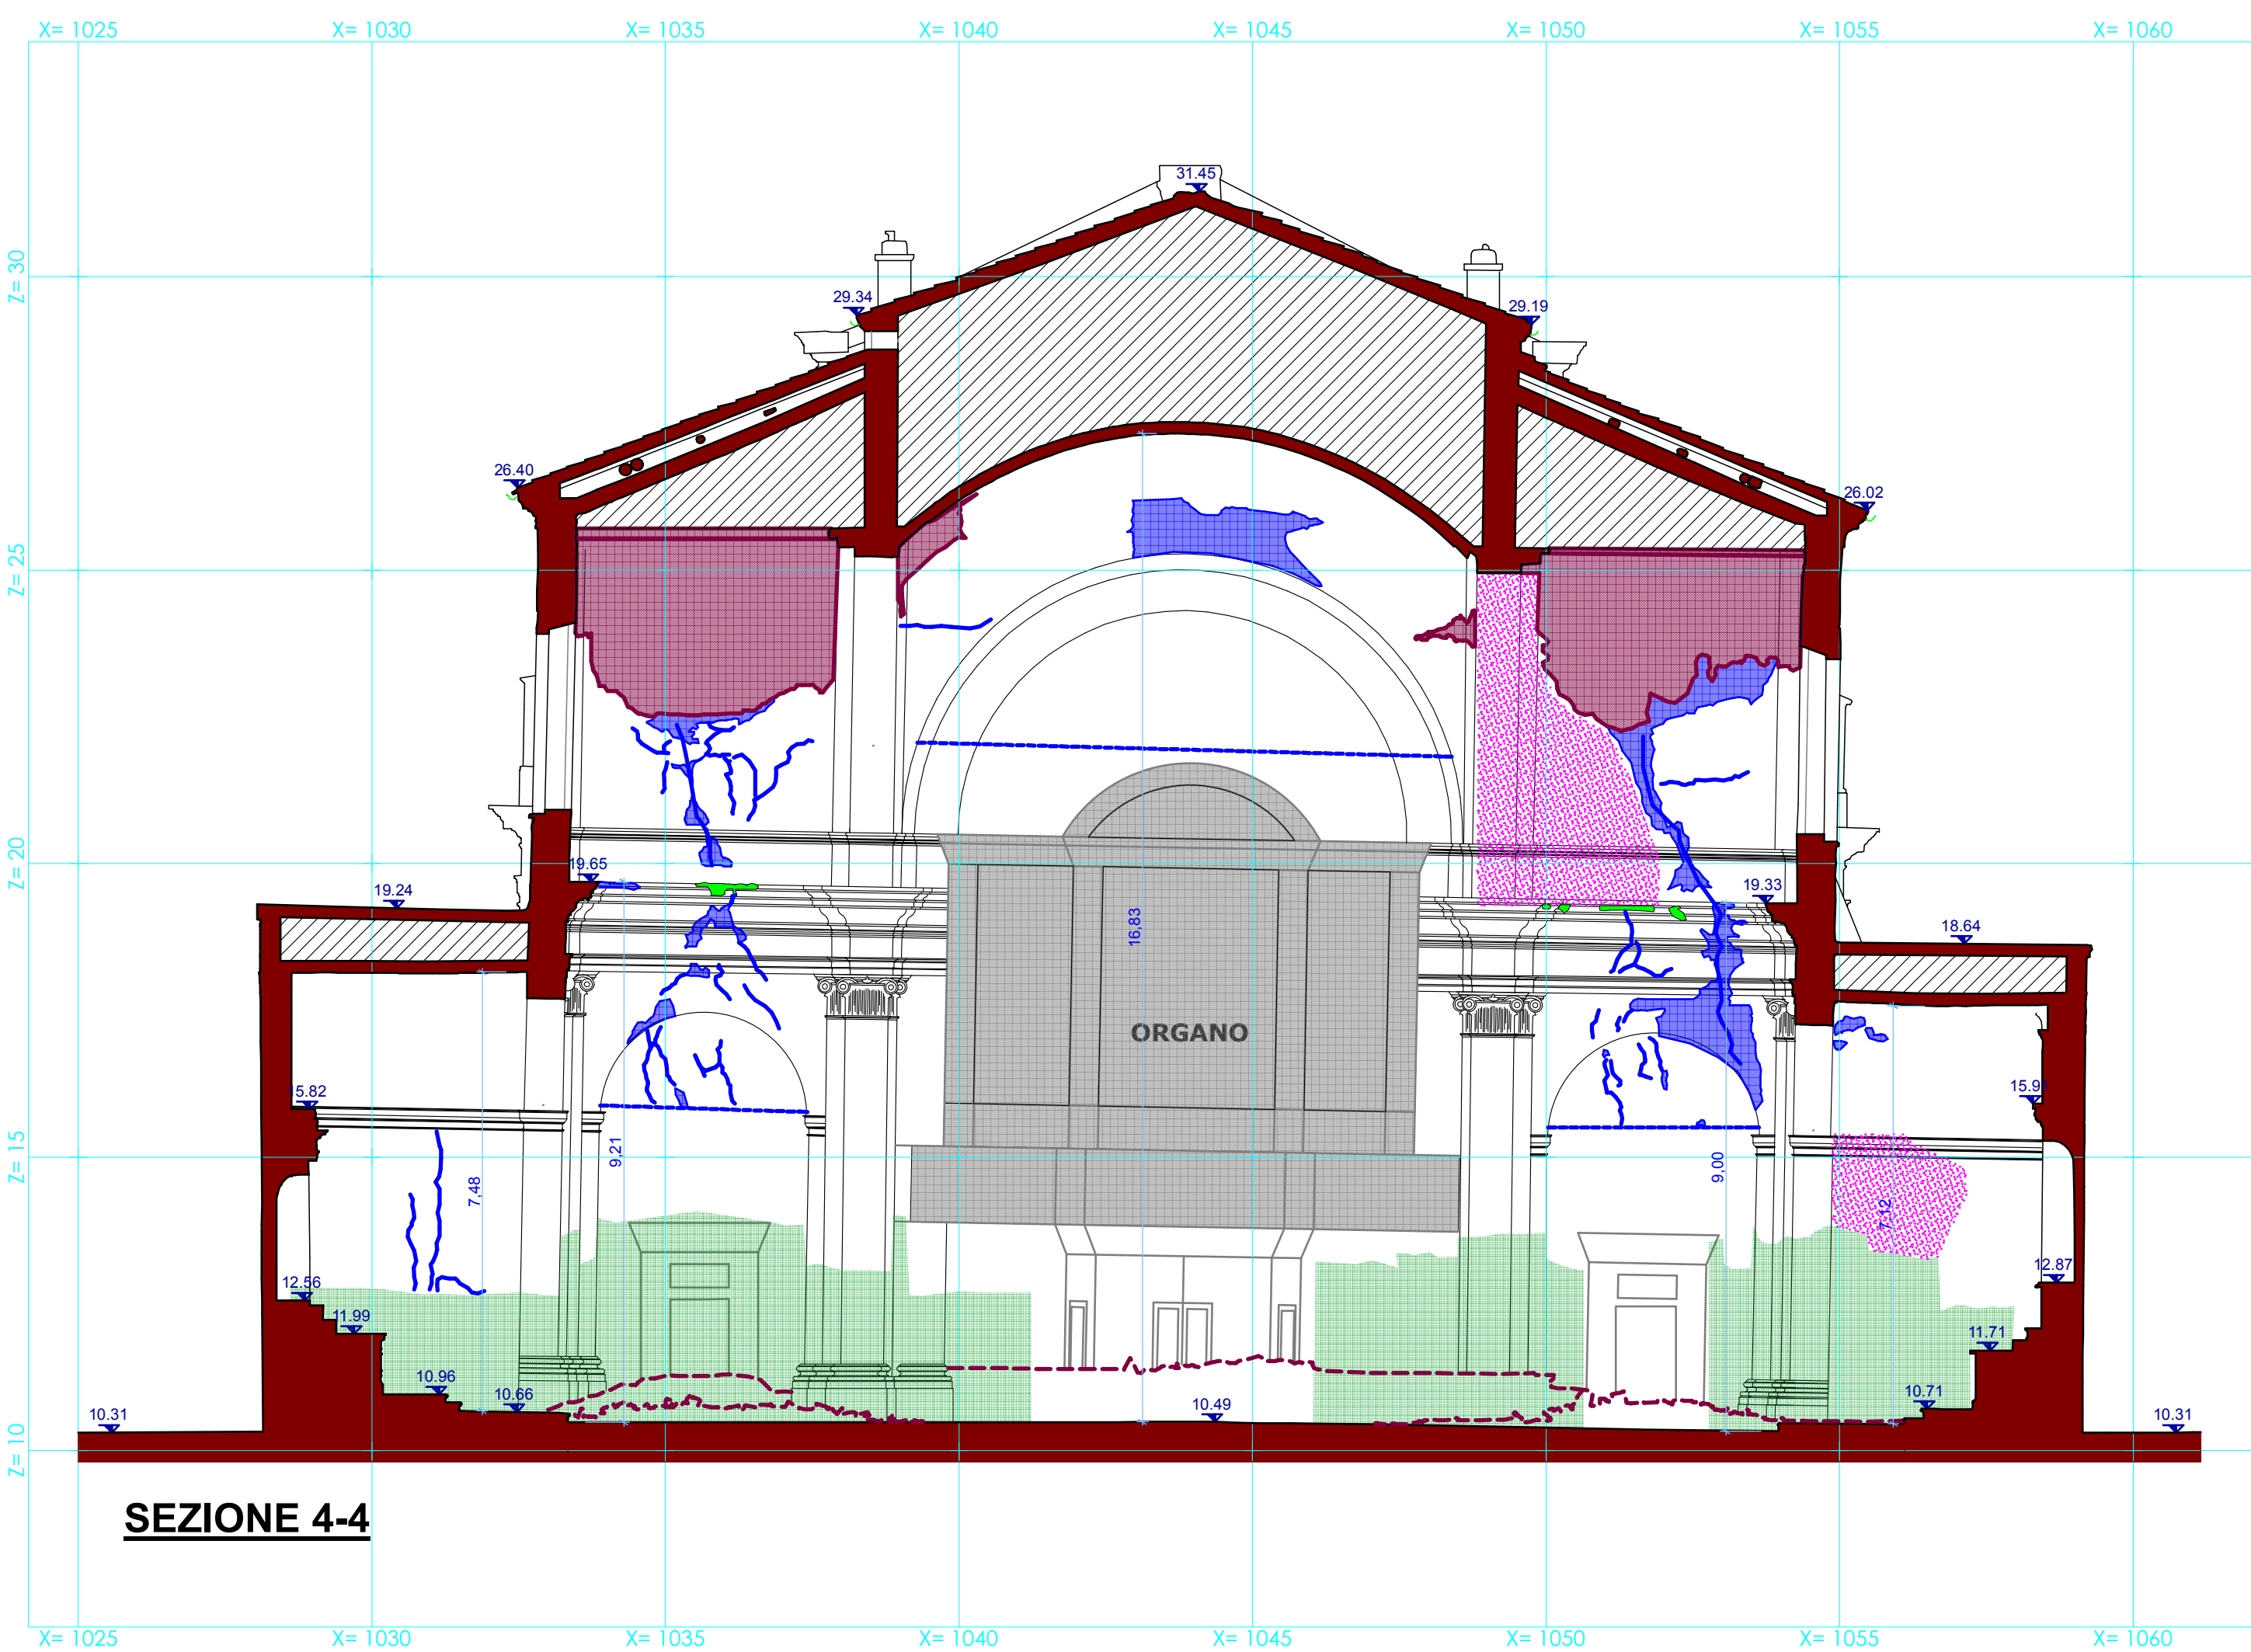 X= 1025 X= 1030 X= 1035 X= 1040 X= 1045 X= 1050 X= 1055 X= 1060
31.45
Z= 30
29.34 29.19
26.40 26.02
Z= 25
Z= 20
19.65 19.33
19.24 18.64
16,83
ORGANO
15.82 15.91
Z= 15
9,21 9,00
7,48 7,12
12.56 12.87
11.99 11.71
10.96 10.71
10.66 10.49
10.31 10.31
Z= 10
SEZIONE 4-4
X= 1025 X= 1030 X= 1035 X= 1040 X= 1045 X= 1050 X= 1055 X= 1060